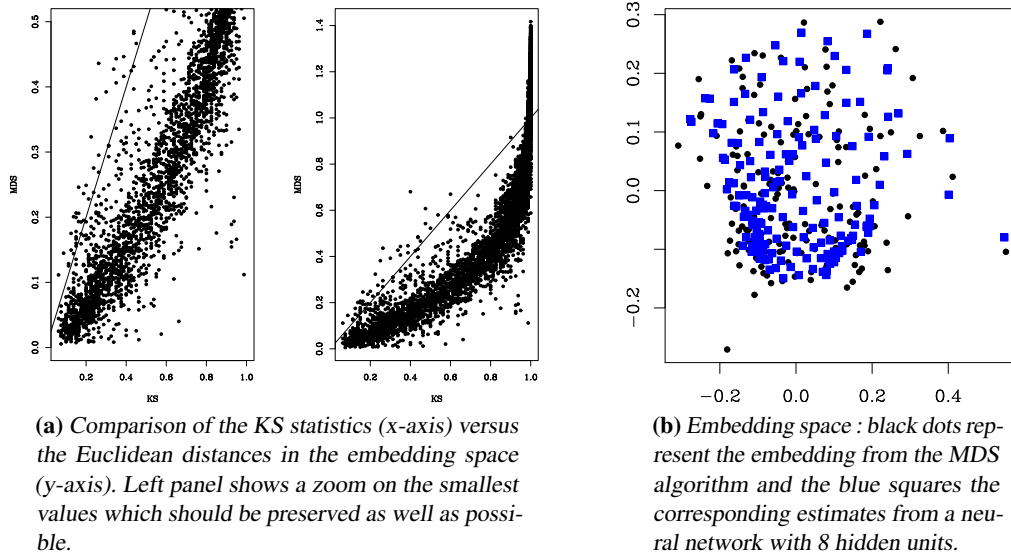 0.5
0.4
0.3
0.2
0.1
0.0
MDS
0.2 0.4 0.6 0.8 1.0
KS
1.4
1.2
1.0
0.8
0.6
0.4
0.2
0.0
MDS
0.2 0.4 0.6 0.8 1.0
KS
(a) Comparison of the KS statistics (x-axis) versus
the Euclidean distances in the embedding space
(y-axis). Left panel shows a zoom on the smallest
values which should be preserved as well as possi-
ble.
0.3
0.2
0.1
0.0
−0.2
−0.2 0.0 0.2 0.4
(b) Embedding space : black dots rep-
resent the embedding from the MDS
algorithm and the blue squares the
corresponding estimates from a neu-
ral network with 8 hidden units.